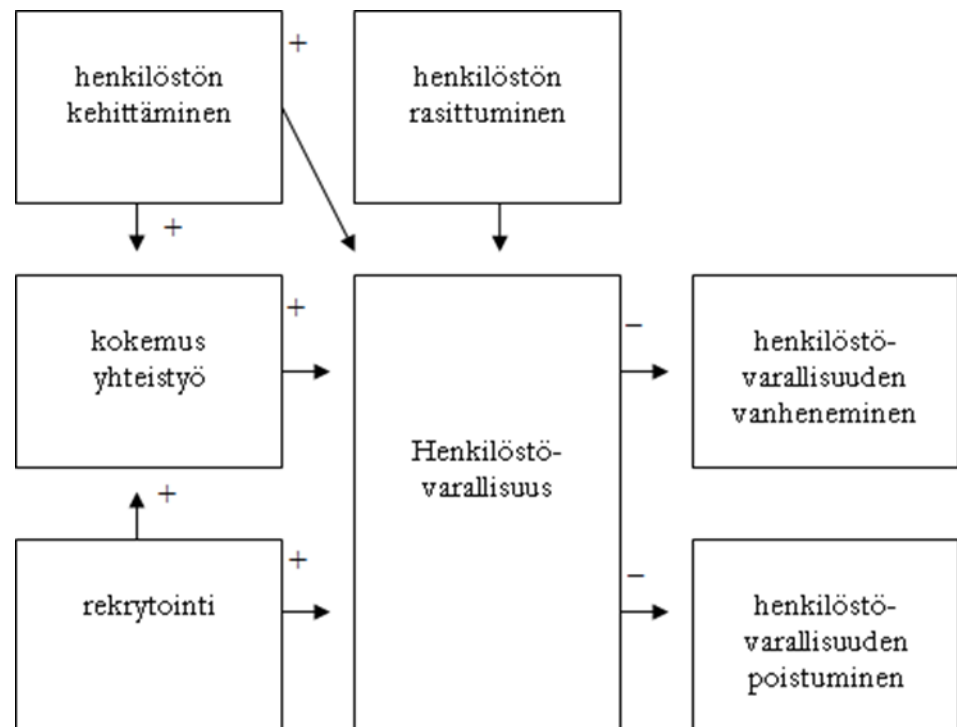 henkilöstön
kehittäminen
+
henkilöstön
rasittuminen
+
kokemus
yhteistyö
+
Henkilöstö-
varallisuus
–
henkilöstö-
varallisuuden
vanheneminen
+
rekrytointi
+
–
henkilöstö-
varallisuuden
poistuminen